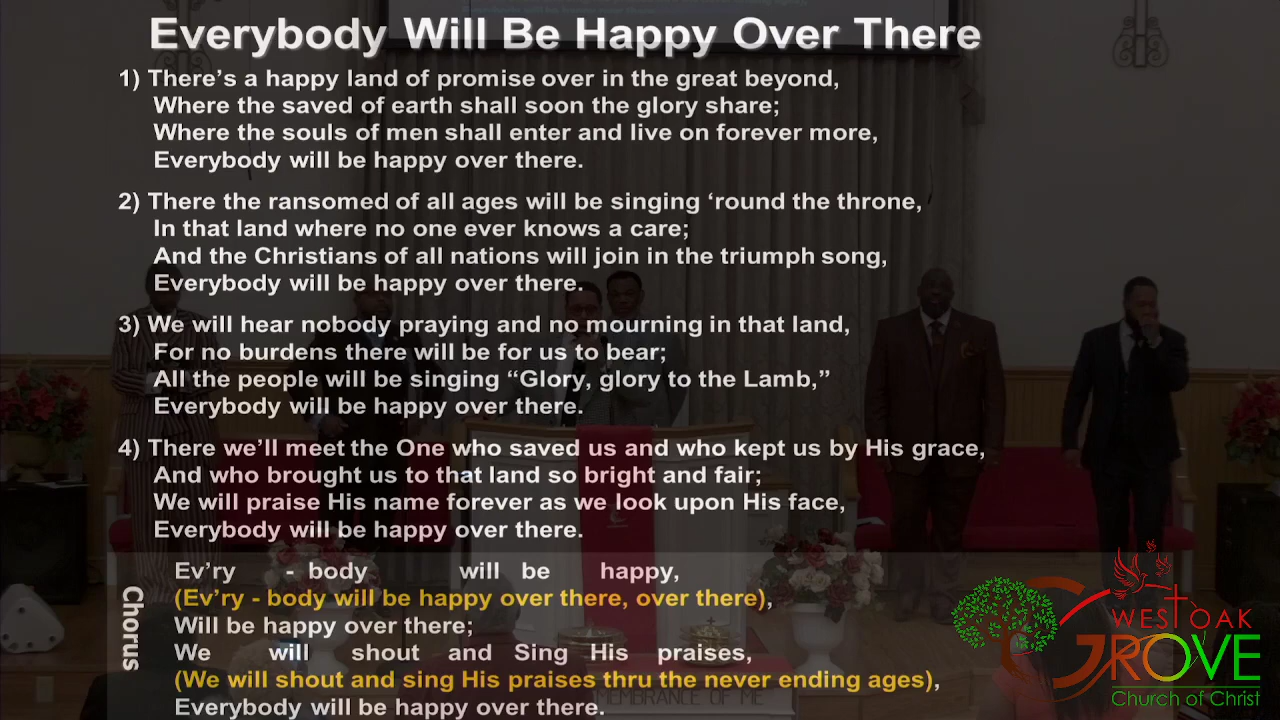 Everybody Will Be Happy Over There
1) There's a happy land of promise over in the great beyond,
Where the saved of earth shall soon the glory share;
Where the souls of men shall enter and live on forever more,
Everybody will be happy over there.
2) There the ransomed of all ages will be singing ‘round the throne,
In that land where no one ever knows a care;
And the Christians of all nations will join in the triumph song,
Everybody will be happy over there.
3) We will hear nobody praying and no mourning in that land,
For no burdens there will be for us to bear;
All the people will be singing “Glory, glory to the Lamb,”
Everybody will be happy over there.
4) There we'll meet the One who saved us and who kept us by His grace,
And who brought us to that land so bright and fair;
We will praise His name forever as we look upon His face,
Everybody will be happy over there.
Chorus
Ev'ry - body will be happy,
(Ev'ry - body will be happy over there, over there),
Will be happy over there;
We will shout and Sing His praises,
(We will shout and sing His praises thru the never ending ages),
Everybody will be happy over there.
MEMBRANCE OF ME
WEST OAK
GROVE
Church of Christ